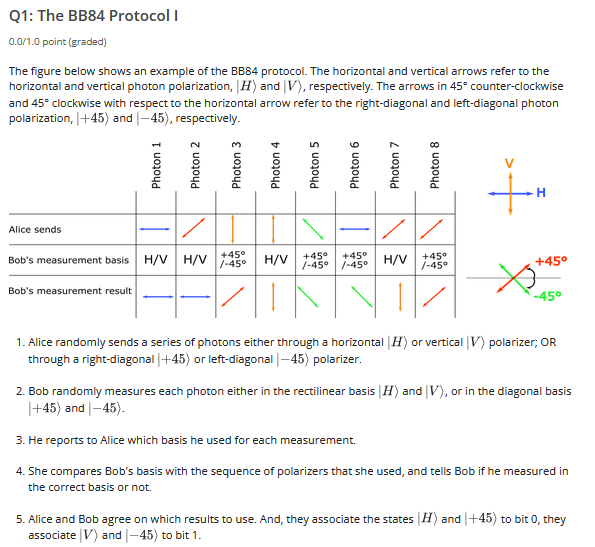 Q1: The BB84 Protocol I
0.0/1.0 point (graded)
The figure below shows an example of the BB84 protocol. The horizontal and vertical arrows refer to the
horizontal and vertical photon polarization, |H⟩ and |V⟩, respectively. The arrows in 45° counter-clockwise
and 45° clockwise with respect to the horizontal arrow refer to the right-diagonal and left-diagonal photon
polarization, |+45⟩ and |−45⟩, respectively.
Photon 1 Photon 2 Photon 3 Photon 4 Photon 5 Photon 6 Photon 7 Photon 8
V
H
Alice sends
Bob's measurement basis H/V H/V +45° /-45° H/V +45° /-45° +45° /-45° H/V +45° /-45°
+45°
-45°
Bob's measurement result
1. Alice randomly sends a series of photons either through a horizontal |H⟩ or vertical |V⟩ polarizer; OR
through a right-diagonal |+45⟩ or left-diagonal |−45⟩ polarizer.
2. Bob randomly measures each photon either in the rectilinear basis |H⟩ and |V⟩, or in the diagonal basis
|+45⟩ and |−45⟩.
3. He reports to Alice which basis he used for each measurement.
4. She compares Bob's basis with the sequence of polarizers that she used, and tells Bob if he measured in
the correct basis or not.
5. Alice and Bob agree on which results to use. And, they associate the states |H⟩ and |+45⟩ to bit 0, they
associate |V⟩ and |−45⟩ to bit 1.